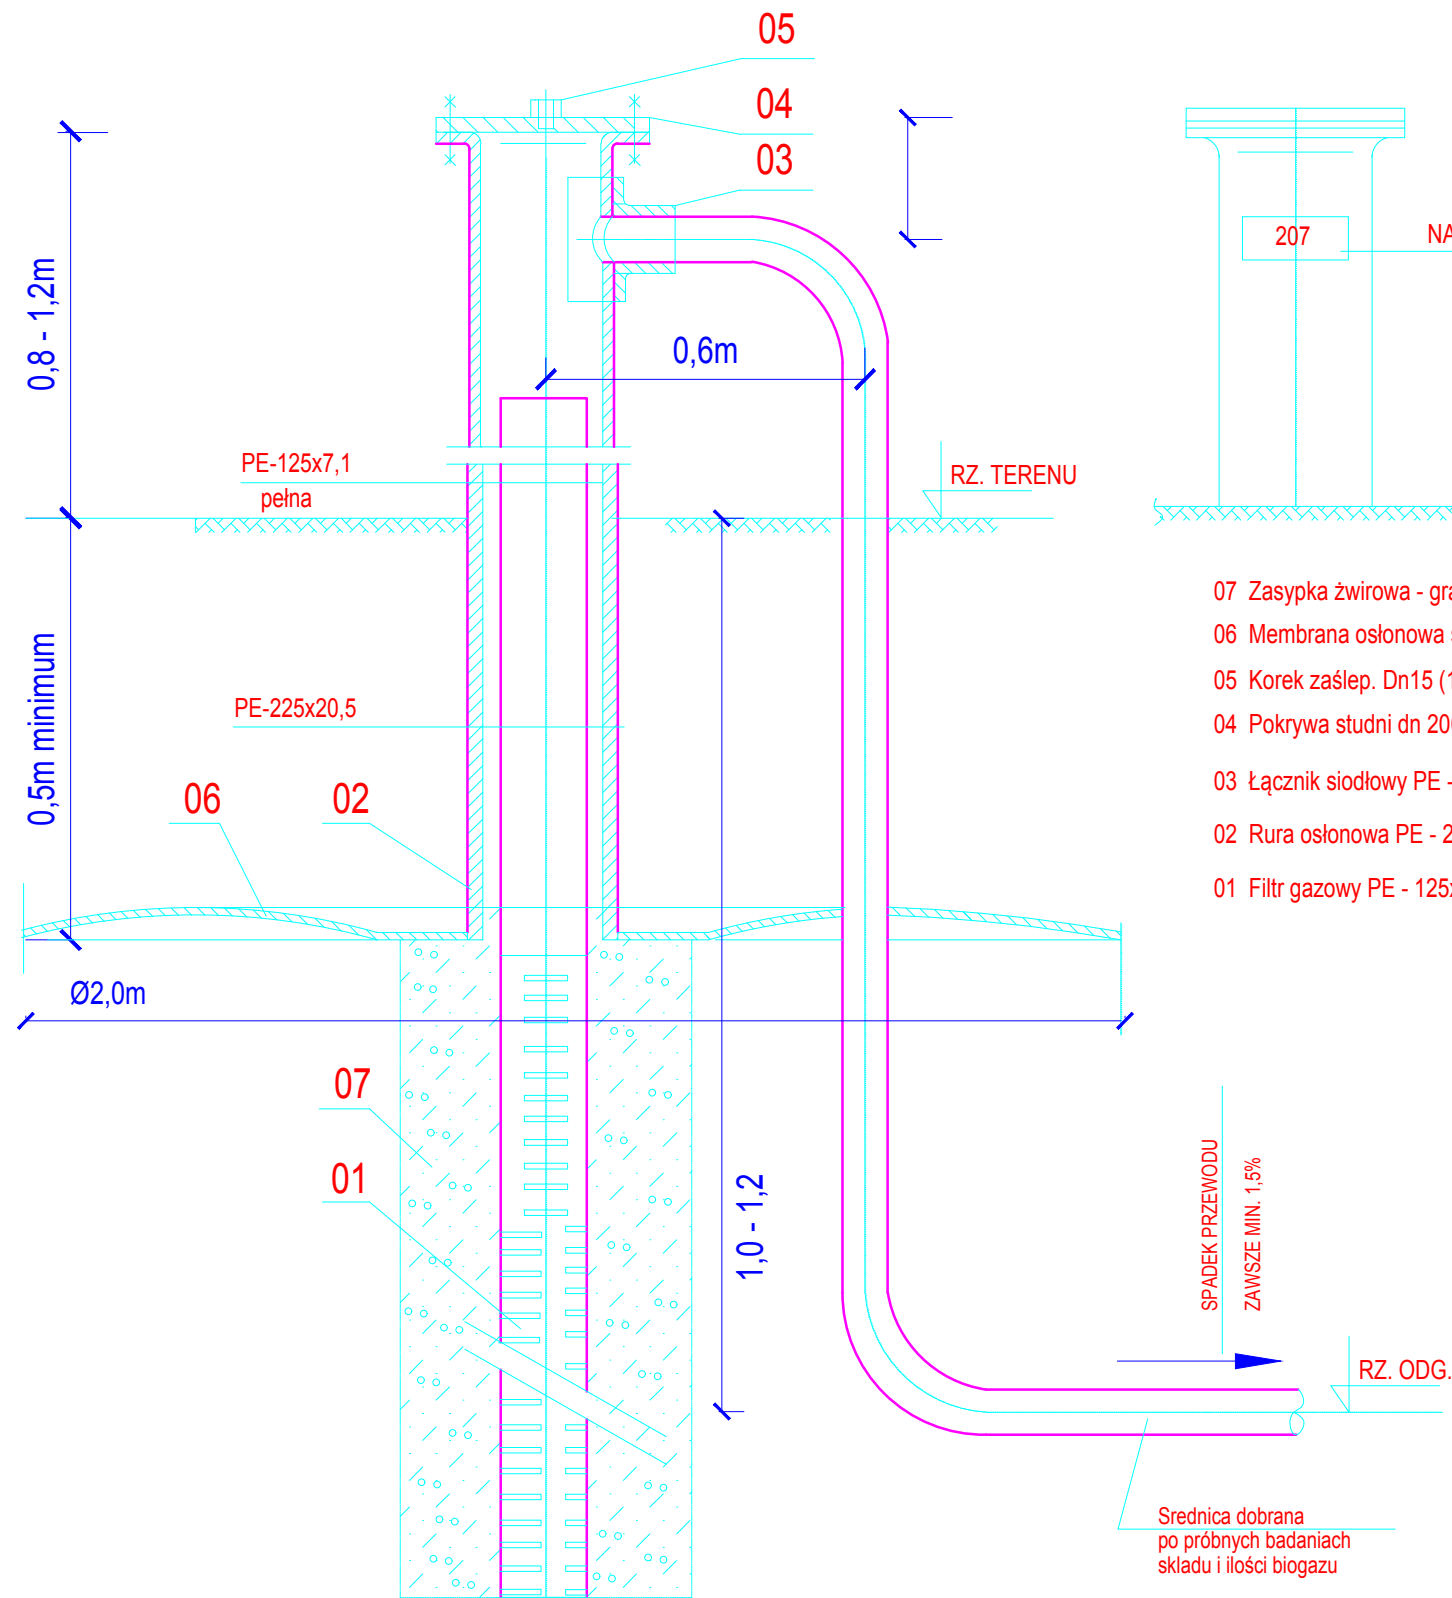 05
04
03
207
NA
0,8 - 1,2m
0,6m
PE-125x7,1
pełna
RZ. TERENU
07 Zasypka żwirowa - gra
06 Membrana osłonowa
05 Korek zaślep. Dn15 (1
04 Pokrywa studni dn 20
03 Łącznik siodłowy PE -
02 Rura osłonowa PE - 2
01 Filtr gazowy PE - 125x
0,5m minimum
PE-225x20,5
06
02
Ø2,0m
07
01
1,0 - 1,2
SPADEK PRZEWODU
ZAWSZE MIN. 1,5%
RZ. ODG.
Srednica dobrana
po próbnych badaniach
skladu i ilości biogazu